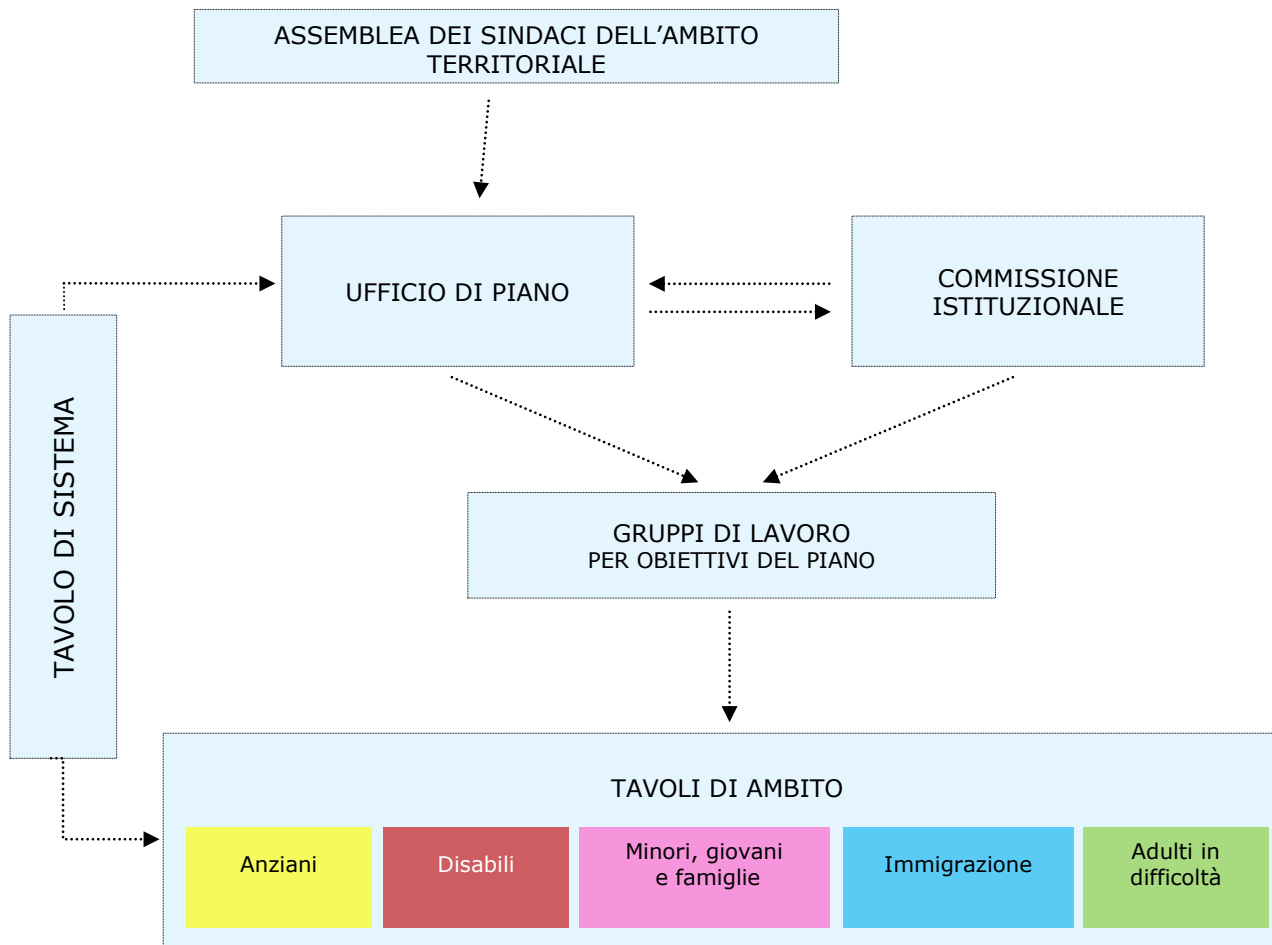 ASSEMBLEA DEI SINDACI DELL’AMBITO
TERRITORIALE
UFFICIO DI PIANO
COMMISSIONE
ISTITUZIONALE
TAVOLO DI SISTEMA
GRUPPI DI LAVORO
PER OBIETTIVI DEL PIANO
TAVOLI DI AMBITO
Anziani
Disabili
Minori, giovani
e famiglie
Immigrazione
Adulti in
difficoltà